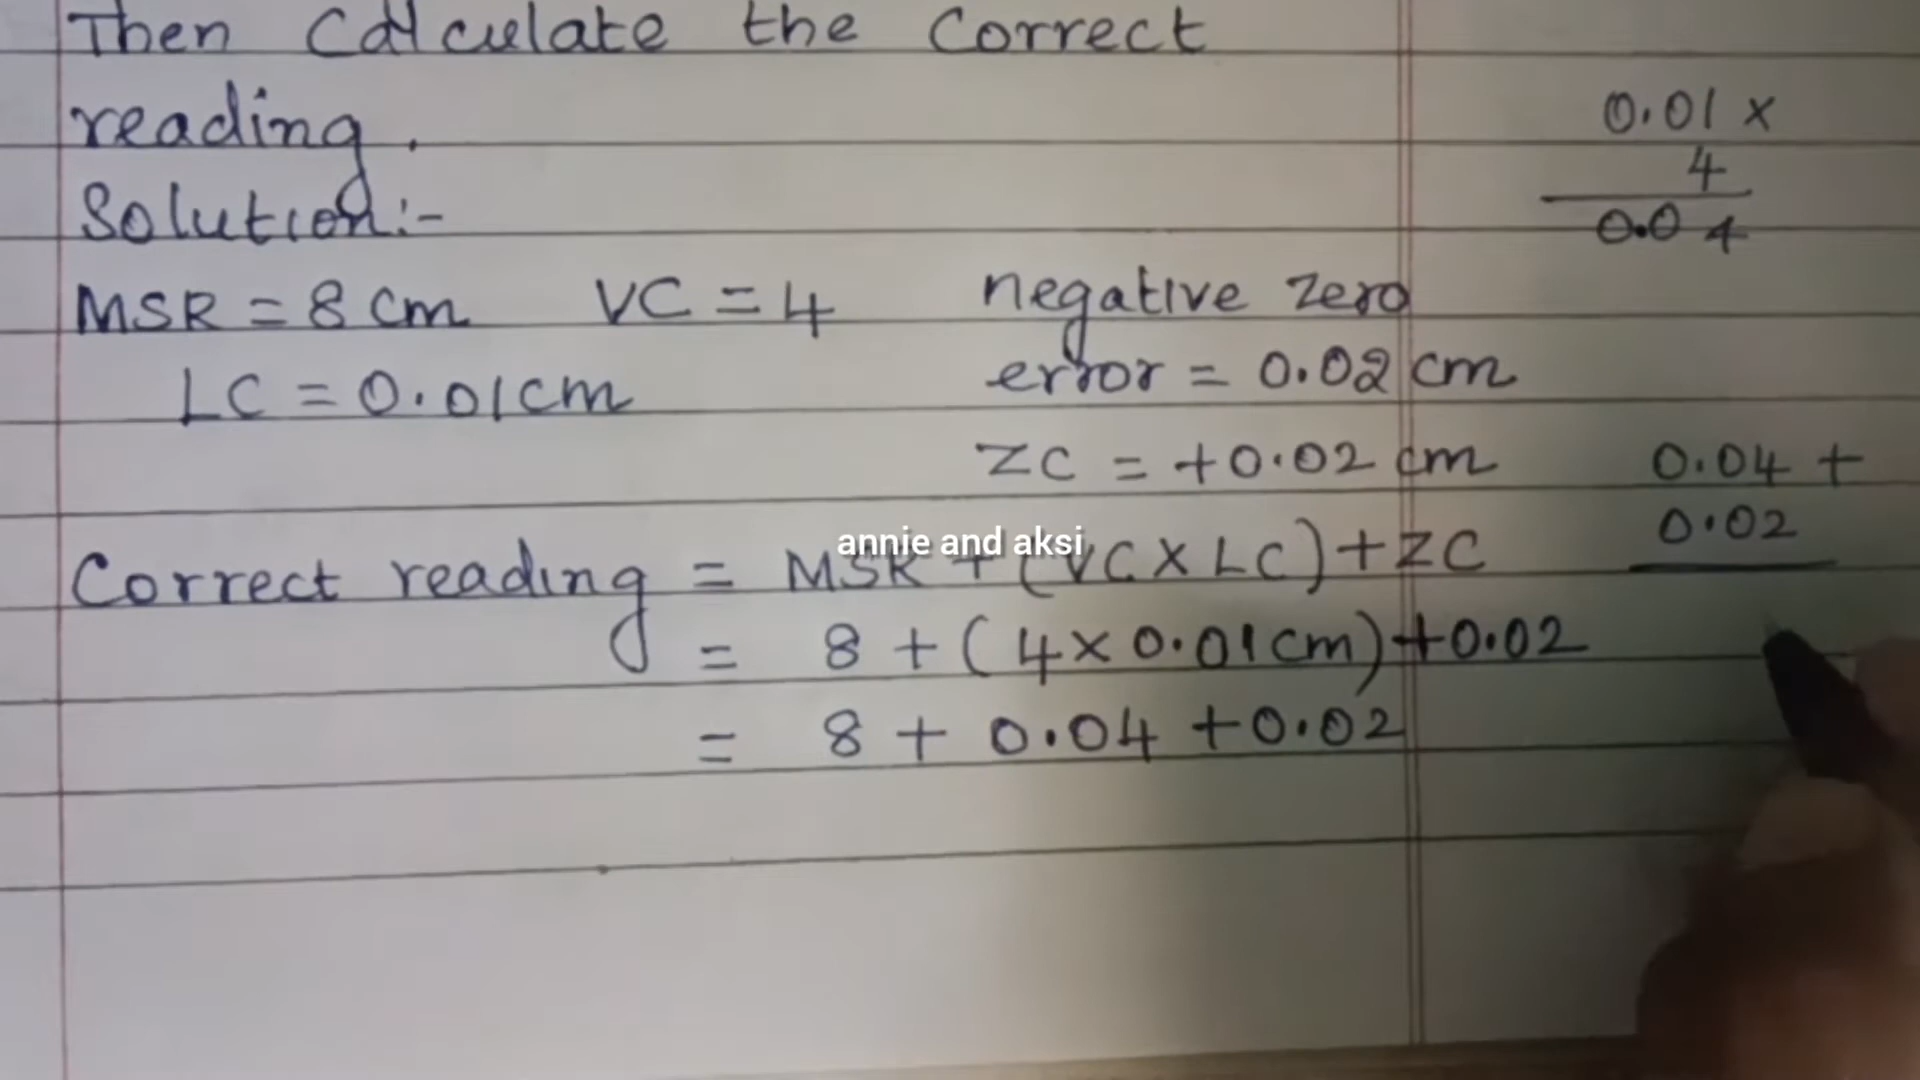 Then Calculate the Correct
reading.
Solution:-
MSR = 8 cm VC = 4 negative zero
LC = 0.01cm error = 0.02 cm
ZC = +0.02 cm
Correct reading = MSR + (VC X LC) + ZC
= 8 + (4 × 0.01cm) +0.02
= 8 + 0.04 +0.02
0.01 ×
4
0.04
0.04 +
0.02
annie and aksi